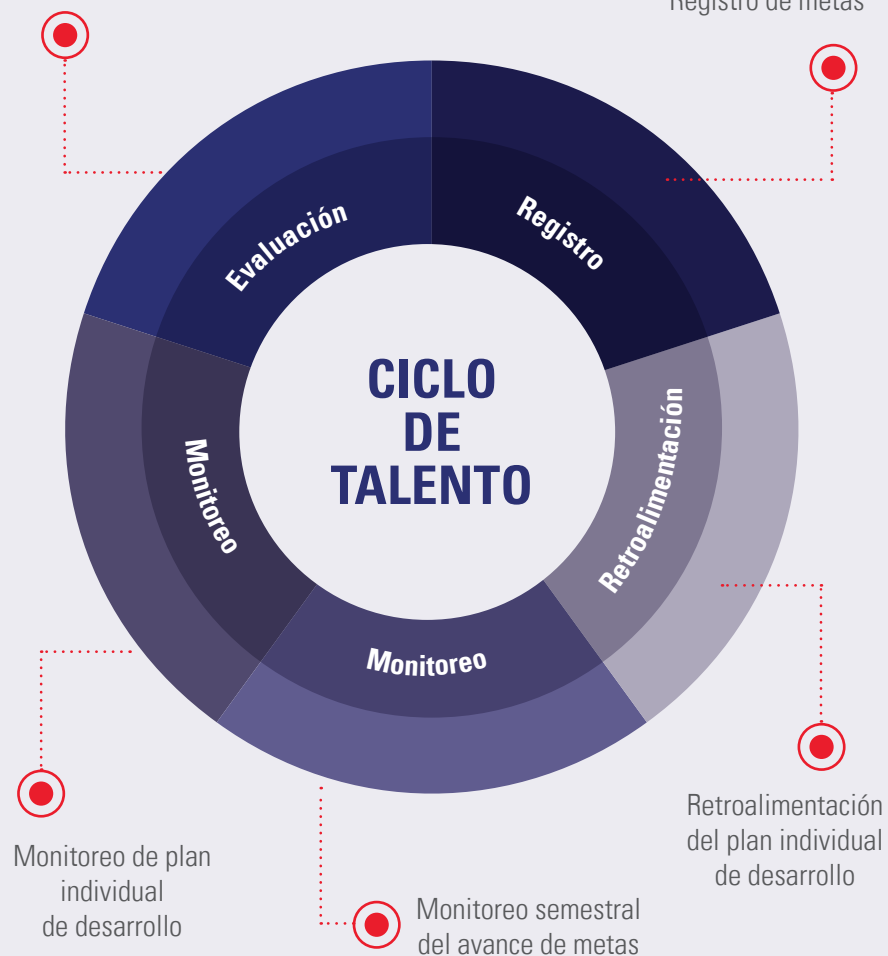 Registro de metas
Evaluación
Registro
CICLO
DE
TALENTO
Monitoreo
Retroalimentación
Monitoreo
Retroalimentación
del plan individual
de desarrollo
Monitoreo de plan
individual
de desarrollo
Monitoreo semestral
del avance de metas